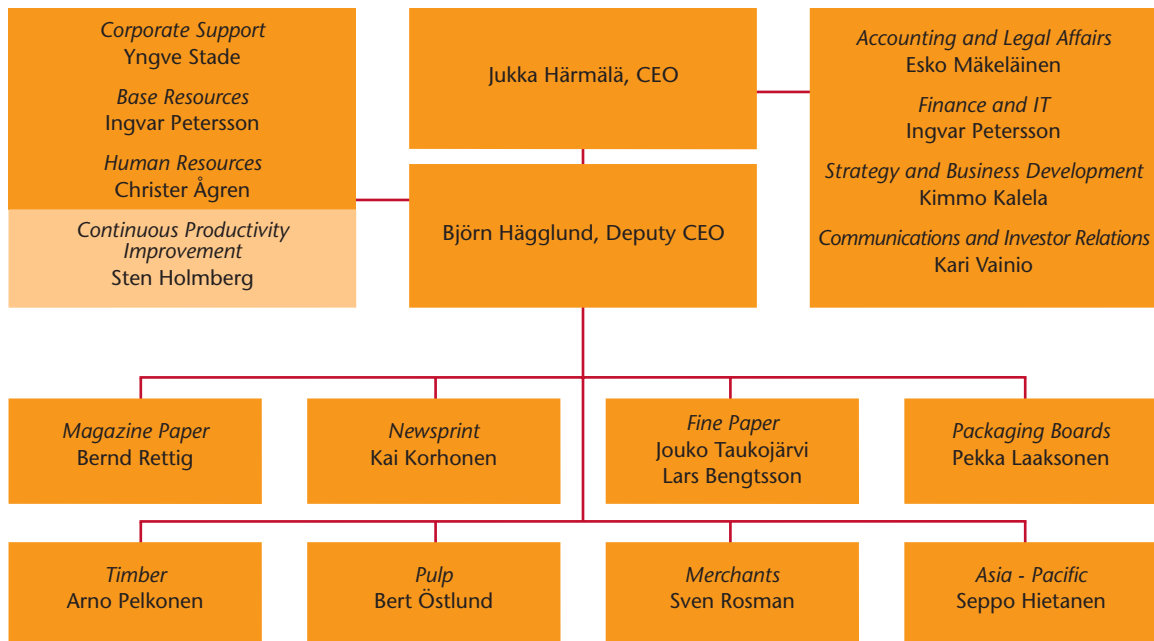 Corporate Support
Yngve Stade
Base Resources
Ingvar Petersson
Human Resources
Christer Ågren
Continuous Productivity
Improvement
Sten Holmberg
Jukka Härmälä, CEO
Björn Hägglund, Deputy CEO
Accounting and Legal Affairs
Esko Mäkeläinen
Finance and IT
Ingvar Petersson
Strategy and Business Development
Kimmo Kalela
Communications and Investor Relations
Kari Vainio
Magazine Paper
Bernd Rettig
Newsprint
Kai Korhonen
Fine Paper
Jouko Taukojärvi
Lars Bengtsson
Packaging Boards
Pekka Laaksonen
Timber
Arno Pelkonen
Pulp
Bert Östlund
Merchants
Sven Rosman
Asia - Pacific
Seppo Hietanen